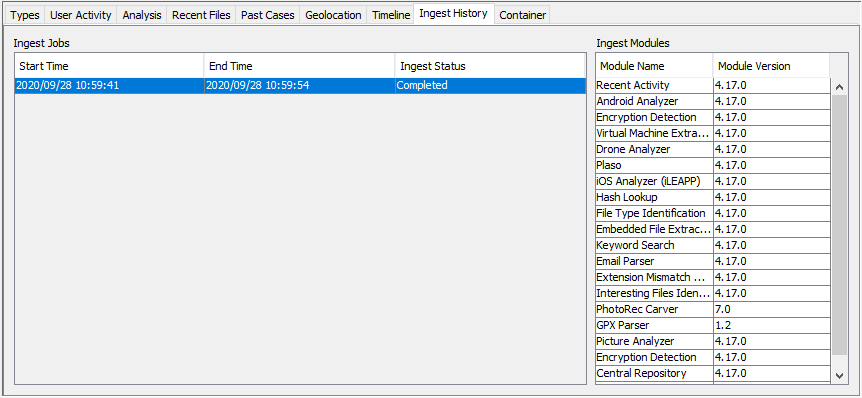 Types User Activity Analysis Recent Files Past Cases Geolocation Timeline Ingest History Container
Ingest Jobs
Start Time End Time Ingest Status
2020/09/28 10:59:41 2020/09/28 10:59:54 Completed
Ingest Modules
Module Name Module Version
Recent Activity 4.17.0
Android Analyzer 4.17.0
Encryption Detection 4.17.0
Virtual Machine Extra... 4.17.0
Drone Analyzer 4.17.0
Plaso 4.17.0
iOS Analyzer (iLEAPP) 4.17.0
Hash Lookup 4.17.0
File Type Identification 4.17.0
Embedded File Extrac... 4.17.0
Keyword Search 4.17.0
Email Parser 4.17.0
Extension Mismatch ... 4.17.0
Interesting Files Iden... 4.17.0
PhotoRec Carver 7.0
GPX Parser 1.2
Picture Analyzer 4.17.0
Encryption Detection 4.17.0
Central Repository 4.17.0